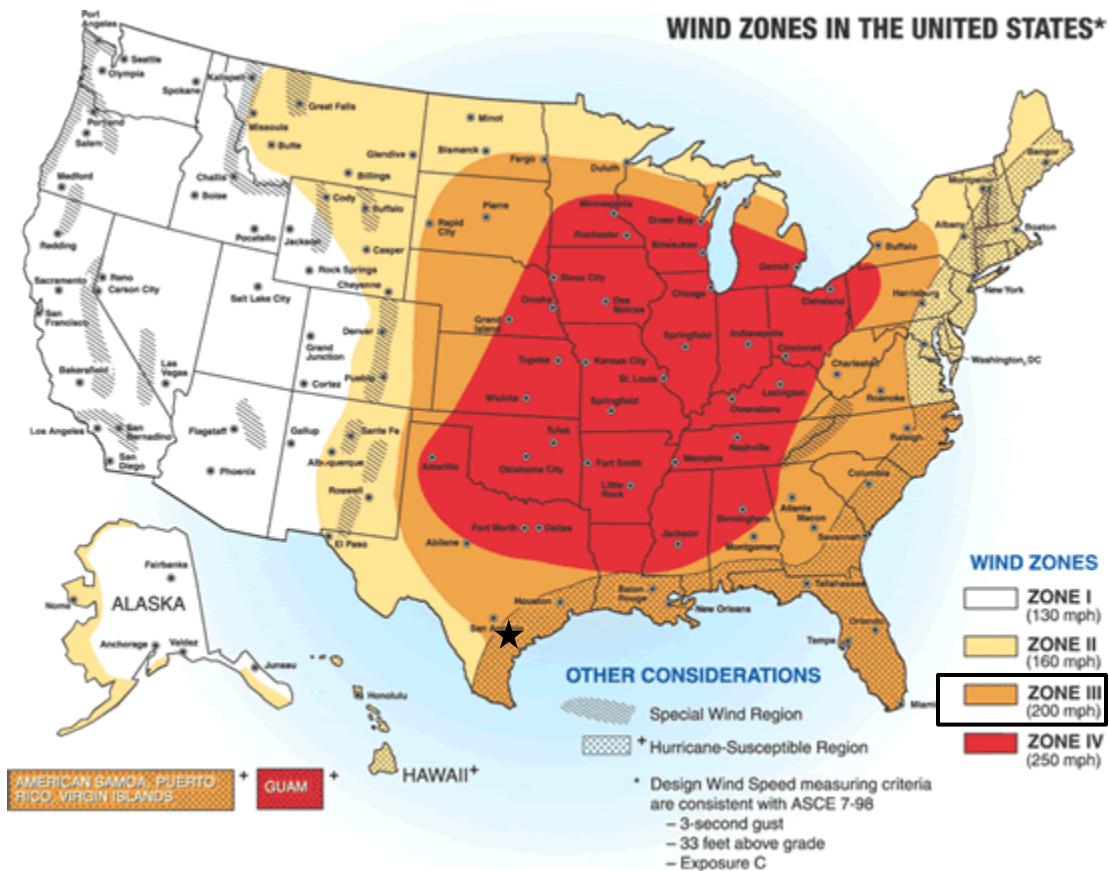 WIND ZONES IN THE UNITED STATES*
Port
Angeles
Seattle
Olympia
Spokane
Kalispell
Great Falls
Portland
Salem
Missoula
Butte
Glendive
Billings
Minot
Bismarck
Fargo
Duluth
Medford
Challis
Boise
Cody
Buffalo
Pierre
Rapid
City
Minneapolis
Rochester
Green Bay
Milwaukee
Bangor
Montpelier
Albany
Boston
Buffalo
Redding
Pocatello
Jackson
Casper
Rock Springs
Cheyenne
Sioux City
Omaha
Des
Moines
Chicago
Detroit
Cleveland
Harrisburg
New York
Sacramento
Reno
Carson City
San
Francisco
Salt Lake City
Grand
Island
Denver
Grand
Junction
Pueblo
Cortez
Topeka
Kansas City
Springfield
St. Louis
Indianapolis
Cincinnati
Charleston
Washington, DC
Bakersfield
Las
Vegas
Wichita
Springfield
Lexington
Owensboro
Roanoke
Los Angeles
San
Bernadino
San
Diego
Flagstaff
Phoenix
Gallup
Sante Fe
Albuquerque
Roswell
Amarillo
Tulsa
Oklahoma City
Fort Smith
Little
Rock
Memphis
Nashville
Raleigh
Columbia
El Paso
Abilene
Fort Worth
Dallas
Jackson
Birmingham
Montgomery
Atlanta
Macon
Savannah
Fairbanks
Nome
ALASKA
Anchorage
Valdez
Juneau
Houston
Baton
Rouge
New Orleans
Tallahassee
Orlando
Tampa
Miami
Honolulu
HAWAII+
AMERICAN SAMOA, PUERTO
RICO, VIRGIN ISLANDS
+
GUAM
+
WIND ZONES
ZONE I
(130 mph)
ZONE II
(160 mph)
ZONE III
(200 mph)
ZONE IV
(250 mph)
OTHER CONSIDERATIONS
Special Wind Region
+ Hurricane-Susceptible Region
* Design Wind Speed measuring criteria
are consistent with ASCE 7-98
– 3-second gust
– 33 feet above grade
– Exposure C